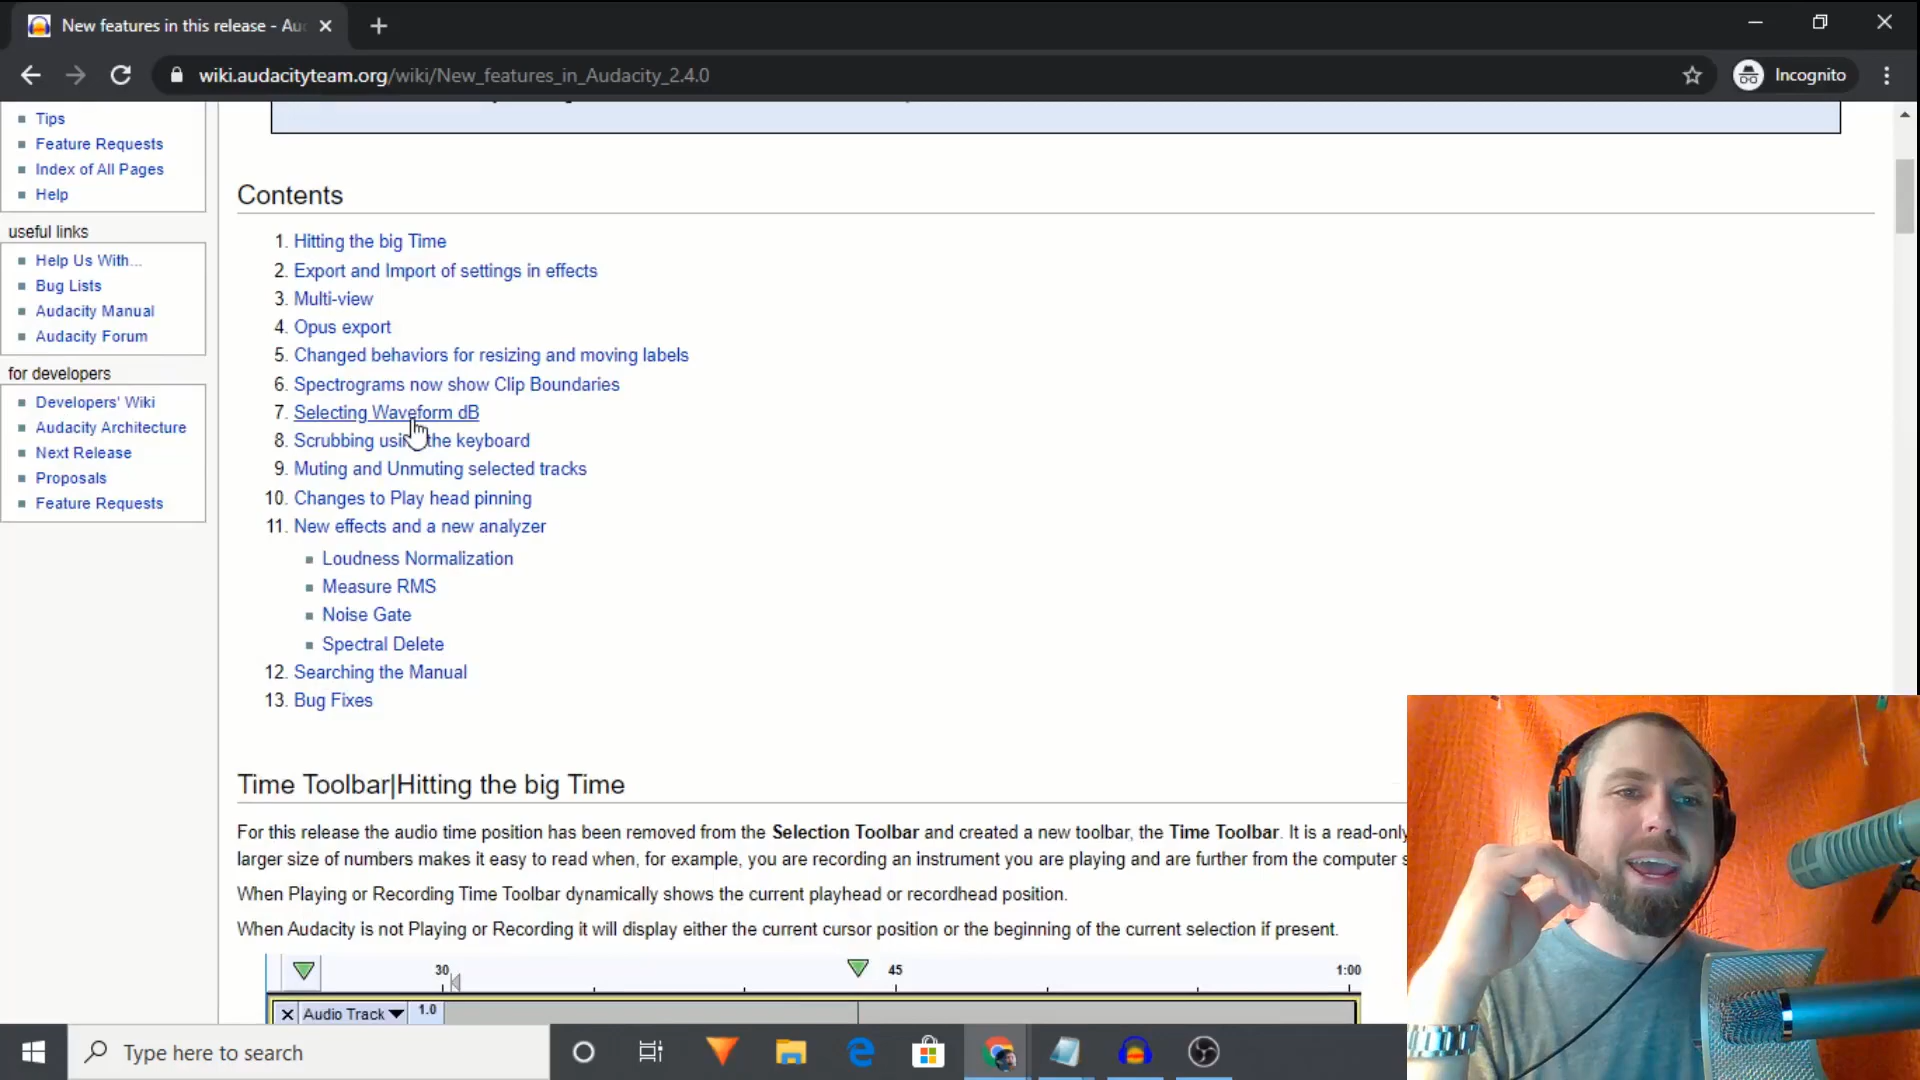 New features in this release - Au
Incognito
wiki.audacityteam.org/wiki/New_features_in_Audacity_2.4.0
Tips
Feature Requests
Index of All Pages
Help
useful links
Help Us With...
Bug Lists
Audacity Manual
Audacity Forum
for developers
Developers' Wiki
Audacity Architecture
Next Release
Proposals
Feature Requests
Contents
1. Hitting the big Time
2. Export and Import of settings in effects
3. Multi-view
4. Opus export
5. Changed behaviors for resizing and moving labels
6. Spectrograms now show Clip Boundaries
7. Selecting Waveform dB
8. Scrubbing using the keyboard
9. Muting and Unmuting selected tracks
10. Changes to Play head pinning
11. New effects and a new analyzer
Loudness Normalization
Measure RMS
Noise Gate
Spectral Delete
12. Searching the Manual
13. Bug Fixes
Time Toolbar|Hitting the big Time
For this release the audio time position has been removed from the Selection Toolbar and created a new toolbar, the Time Toolbar. It is a read-only
larger size of numbers makes it easy to read when, for example, you are recording an instrument you are playing and are further from the computer s
When Playing or Recording Time Toolbar dynamically shows the current playhead or recordhead position.
When Audacity is not Playing or Recording it will display either the current cursor position or the beginning of the current selection if present.
30 45 1:00
Audio Track 1.0
Type here to search